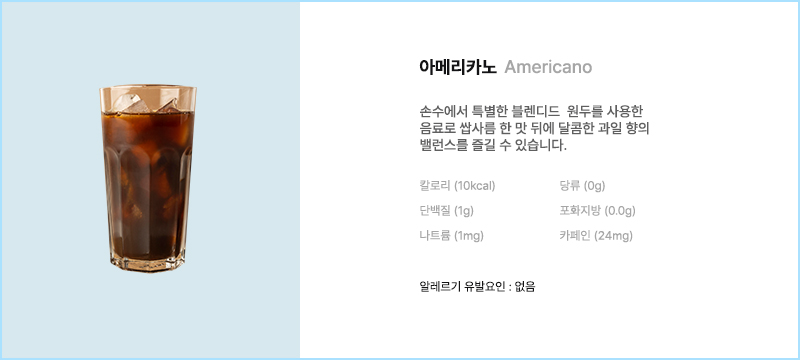 아메리카노 Americano
손수에서 특별한 블렌디드 원두를 사용한
음료로 쌉사름 한 맛 뒤에 달콤한 과일 향의
밸런스를 즐길 수 있습니다.
칼로리 (10kcal) 당류 (0g)
단백질 (1g) 포화지방 (0.0g)
나트륨 (1mg) 카페인 (24mg)
알레르기 유발요인 : 없음